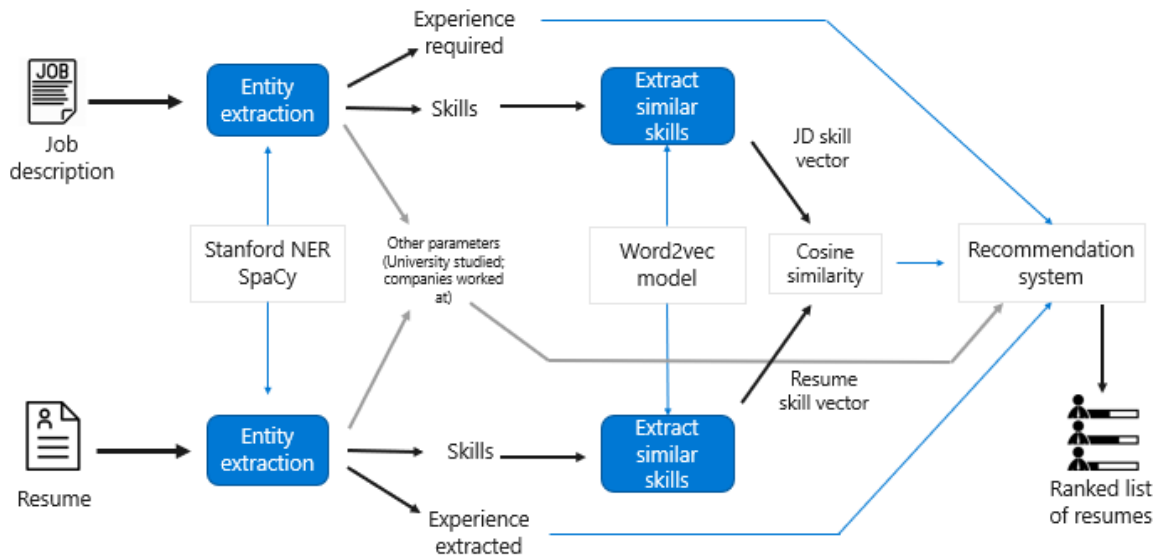 Experience
required
JOB
Entity
extraction
Skills
Extract
similar
skills
Job
description
JD skill
vector
Stanford NER
SpaCy
Other parameters
(University studied;
companies worked
at)
Word2vec
model
Cosine
similarity
Recommendation
system
Resume
skill vector
Entity
extraction
Skills
Extract
similar
skills
Resume
Experience
extracted
Ranked list
of resumes